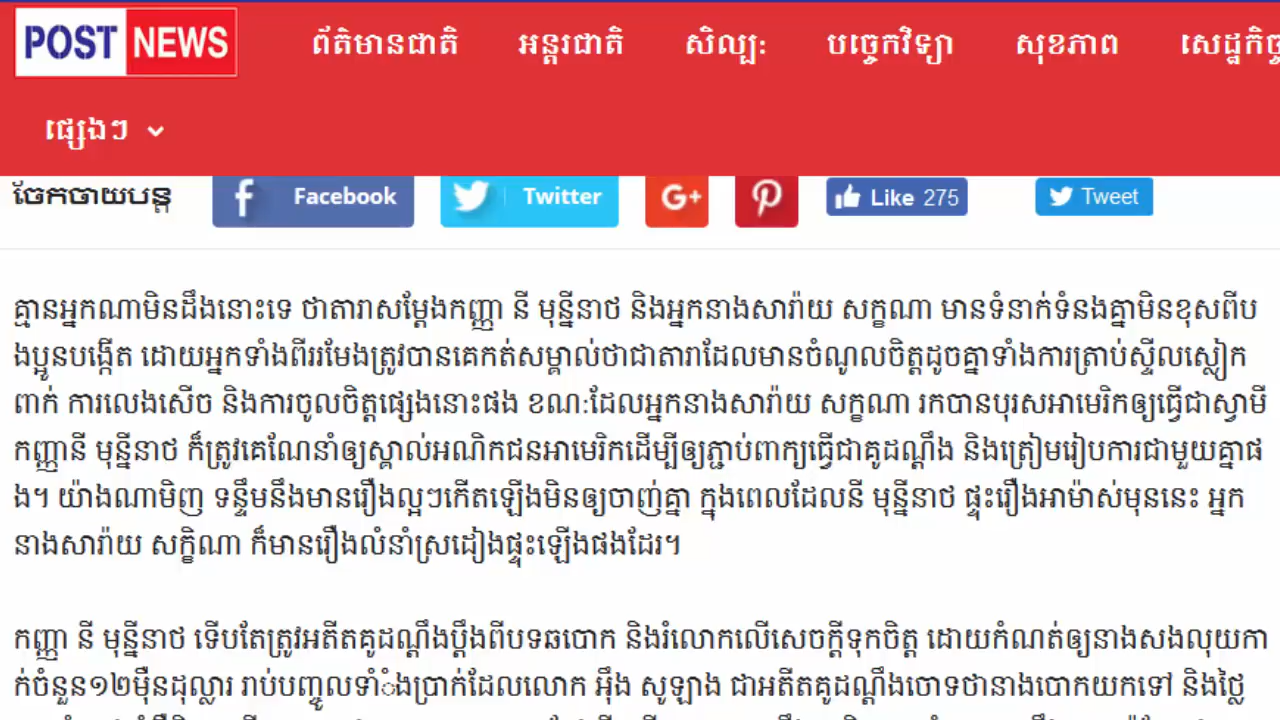 POST NEWS
ព័ត៌មានជាតិ អន្តរជាតិ សិល្បៈ បច្ចេកវិទ្យា សុខភាព សេដ្ឋកិច្ច
ផ្សេងៗ
ចែកចាយបន្ត Facebook Twitter G+ Like 275 Tweet
គ្មានអ្នកណាមិនដឹងនោះទេ ថាតារាសម្ដែងកញ្ញា នី មុន្នីនាថ និងអ្នកនាងសារ៉ាយ សក្ខណា មានទំនាក់ទំនងគ្នាមិនខុសពីប
ងប្អូនបង្កើត ដោយអ្នកទាំងពីររមែងត្រូវបានគេកត់សម្គាល់ថាជាតារាដែលមានចំណូលចិត្តដូចគ្នាទាំងការត្រាប់ស្ទីលស្លៀក
ពាក់ ការលេងសើច និងការចូលចិត្តផ្សេងនោះផង ខណៈដែលអ្នកនាងសារ៉ាយ សក្ខណា រកបានបុរសអាមេរិកឲ្យធ្វើជាស្វាមី
កញ្ញានី មុន្នីនាថ ក៏ត្រូវគេណែនាំឲ្យស្គាល់អណិកជនអាមេរិកដើម្បីឲ្យភ្ជាប់ពាក្យធ្វើជាគូដណ្ដឹង និងត្រៀមរៀបការជាមួយគ្នាផ
ង។ យ៉ាងណាមិញ ទន្ទឹមនឹងមានរឿងល្អៗកើតឡើងមិនឲ្យចាញ់គ្នា ក្នុងពេលដែលនី មុន្នីនាថ ផ្ទុះរឿងអាម៉ាស់មុននេះ អ្នក
នាងសារ៉ាយ សក្ខិណា ក៏មានរឿងលំនាំស្រដៀងផ្ទុះឡើងផងដែរ។
កញ្ញា នី មុន្នីនាថ ទើបតែត្រូវអតីតគូដណ្ដឹងប្ដឹងពីបទឆបោក និងរំលោកលើសេចក្ដីទុកចិត្ត ដោយកំណត់ឲ្យនាងសងលុយកា
ក់ចំនួន១២ម៉ឺនដុល្លារ រាប់បញ្ចូលទាំំងប្រាក់ដែលលោក អ៊ឹង សូឡាង ជាអតីតគូដណ្ដឹងចោទថានាងបោកយកទៅ និងថ្លៃ